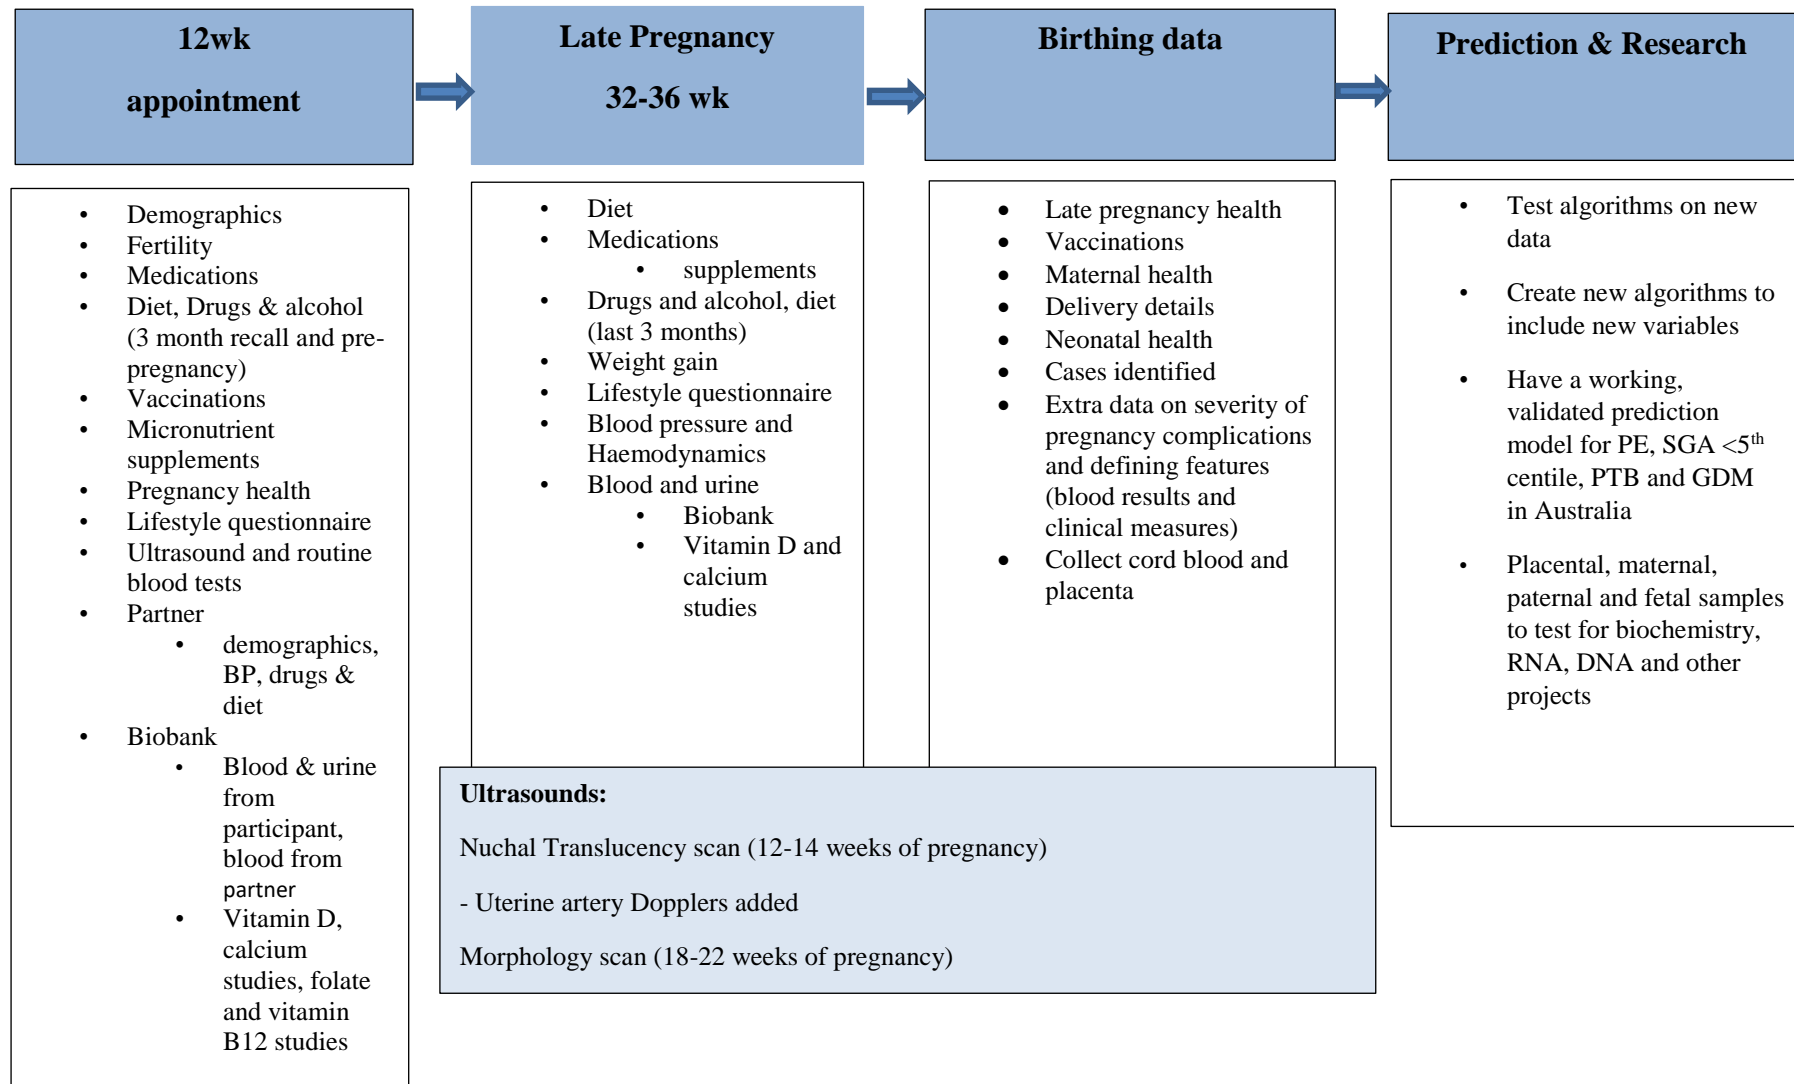 12wk
appointment
Late Pregnancy
32-36 wk
Birthing data
Prediction & Research
• Demographics
• Fertility
• Medications
• Diet, Drugs & alcohol
(3 month recall and pre-
pregnancy)
• Vaccinations
• Micronutrient
supplements
• Pregnancy health
• Lifestyle questionnaire
• Ultrasound and routine
blood tests
• Partner
• demographics,
BP, drugs &
diet
• Biobank
• Blood & urine
from
participant,
blood from
partner
• Vitamin D,
calcium
studies, folate
and vitamin
B12 studies
• Diet
• Medications
• supplements
• Drugs and alcohol, diet
(last 3 months)
• Weight gain
• Lifestyle questionnaire
• Blood pressure and
Haemodynamics
• Blood and urine
• Biobank
• Vitamin D and
calcium
studies
• Late pregnancy health
• Vaccinations
• Maternal health
• Delivery details
• Neonatal health
• Cases identified
• Extra data on severity of
pregnancy complications
and defining features
(blood results and
clinical measures)
• Collect cord blood and
placenta
• Test algorithms on new
data
• Create new algorithms to
include new variables
• Have a working,
validated prediction
model for PE, SGA <5th
centile, PTB and GDM
in Australia
• Placental, maternal,
paternal and fetal samples
to test for biochemistry,
RNA, DNA and other
projects
Ultrasounds:
Nuchal Translucency scan (12-14 weeks of pregnancy)
- Uterine artery Dopplers added
Morphology scan (18-22 weeks of pregnancy)